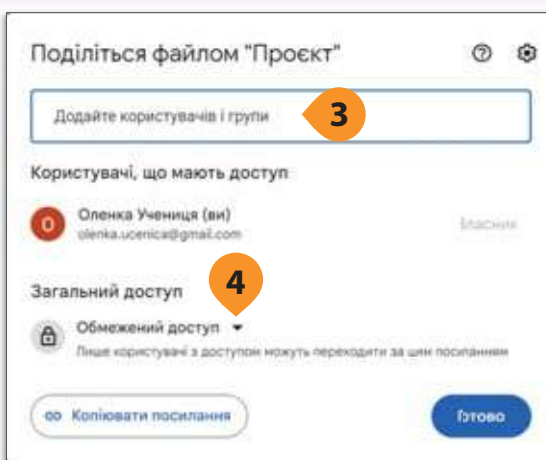 Поділіться файлом "Проєкт"
Додайте користувачів і групи
3
Користувачі, що мають доступ
О
Оленка Учениця (ви)
olenka.ucenica@gmail.com
Власник
Загальний доступ
4
Обмежений доступ
Лише користувачі з доступом можуть переходити за цим посиланням
Копіювати посилання
Готово